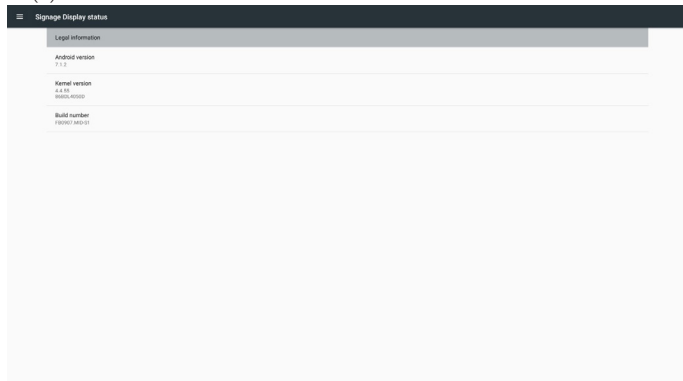 Signage Display status
Legal information
Android version
7.1.2
Kernel version
4.4.55
Build number